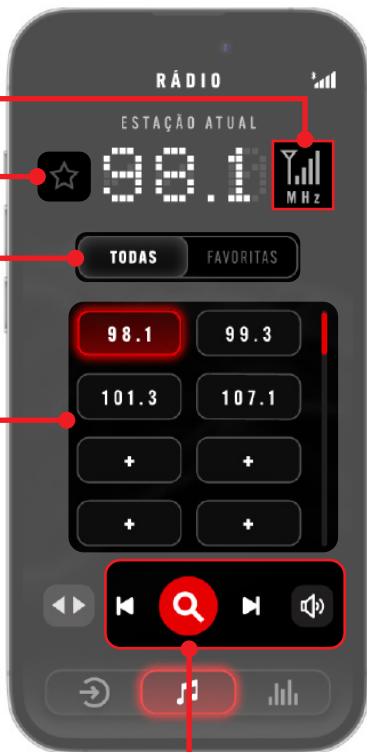 RÁDIO
ESTAÇÃO ATUAL
98.1
MHz
TODAS FAVORITAS
98.1 99.3
101.3 107.1
+ +
+ +